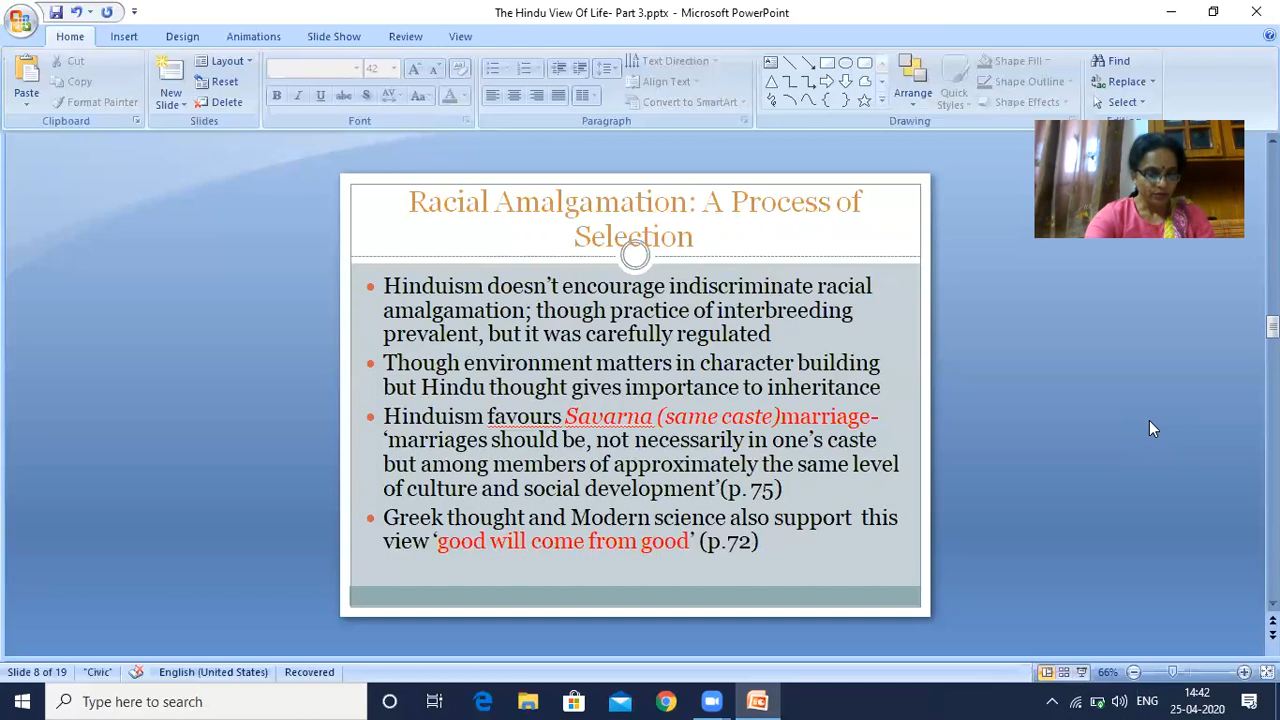 The Hindu View Of Life- Part 3.pptx - Microsoft PowerPoint
Home Insert Design Animations Slide Show Review View
Paste
Cut
Copy
Format Painter
Clipboard
New
Slide
Layout
Reset
Delete
Slides
42
B I U abc S AV Aa A
Font
Text Direction
Align Text
Convert to SmartArt
Paragraph
Arrange
Quick
Styles
Shape Fill
Shape Outline
Shape Effects
Drawing
Find
Replace
Select
Racial Amalgamation: A Process of
Selection
Hinduism doesn’t encourage indiscriminate racial
amalgamation; though practice of interbreeding
prevalent, but it was carefully regulated
Though environment matters in character building
but Hindu thought gives importance to inheritance
Hinduism favours Savarna (same caste)marriage-
‘marriages should be, not necessarily in one’s caste
but among members of approximately the same level
of culture and social development’(p. 75)
Greek thought and Modern science also support this
view ‘good will come from good’ (p.72)
Slide 8 of 19 "Civic" English (United States) Recovered 66%
Type here to search
ENG
14:42
25-04-2020